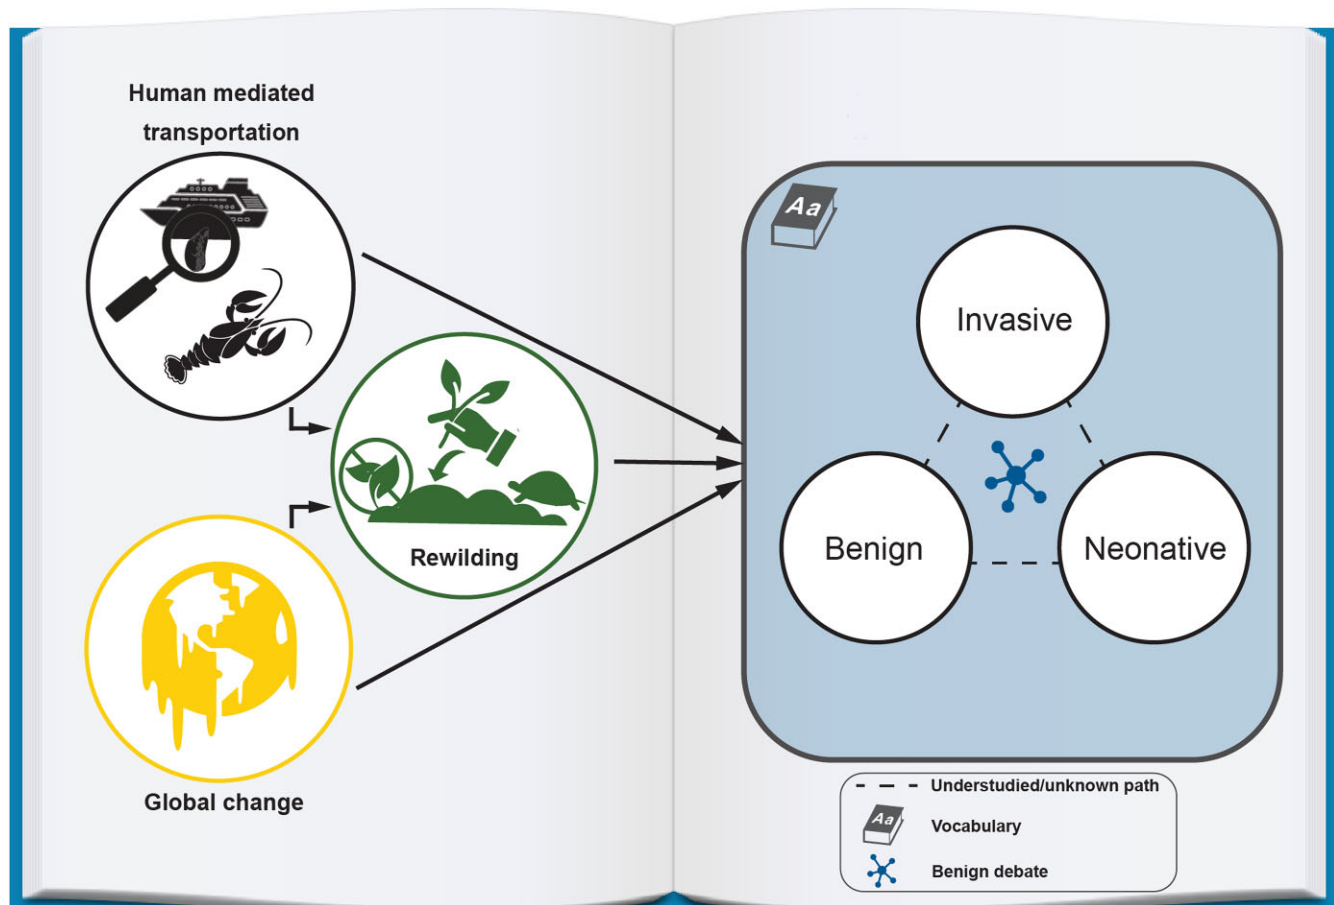 Human mediated
transportation
Rewilding
Global change
Aa
Invasive
Benign
Neonative
Understudied/unknown path
Aa
Vocabulary
Benign debate